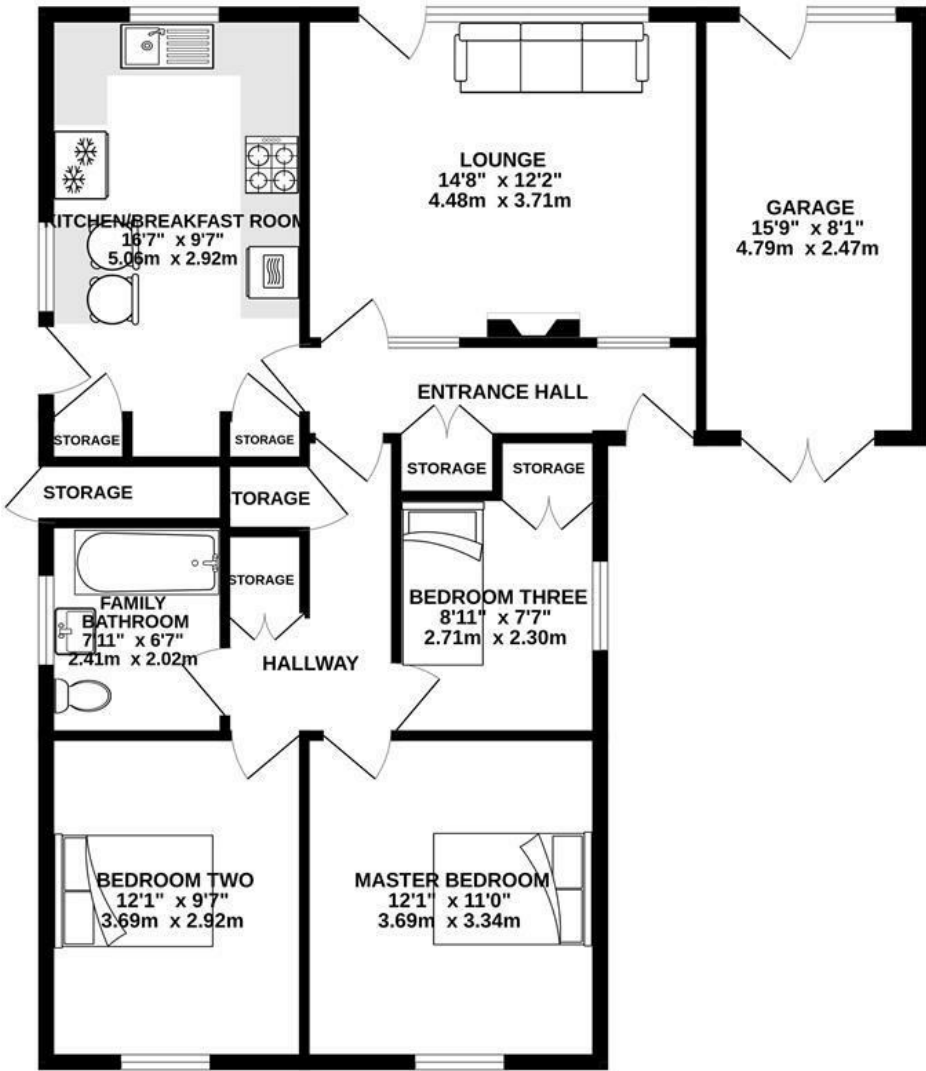 LOUNGE
14'8" x 12'2"
4.48m x 3.71m
GARAGE
15'9" x 8'1"
4.79m x 2.47m
KITCHEN/BREAKFAST ROOM
16'7" x 9'7"
5.06m x 2.92m
ENTRANCE HALL
STORAGE
STORAGE
STORAGE
STORAGE
STORAGE
TORAGE
STORAGE
FAMILY
BATHROOM
7'11" x 6'7"
2.41m x 2.02m
BEDROOM THREE
8'11" x 7'7"
2.71m x 2.30m
HALLWAY
BEDROOM TWO
12'1" x 9'7"
3.69m x 2.92m
MASTER BEDROOM
12'1" x 11'0"
3.69m x 3.34m